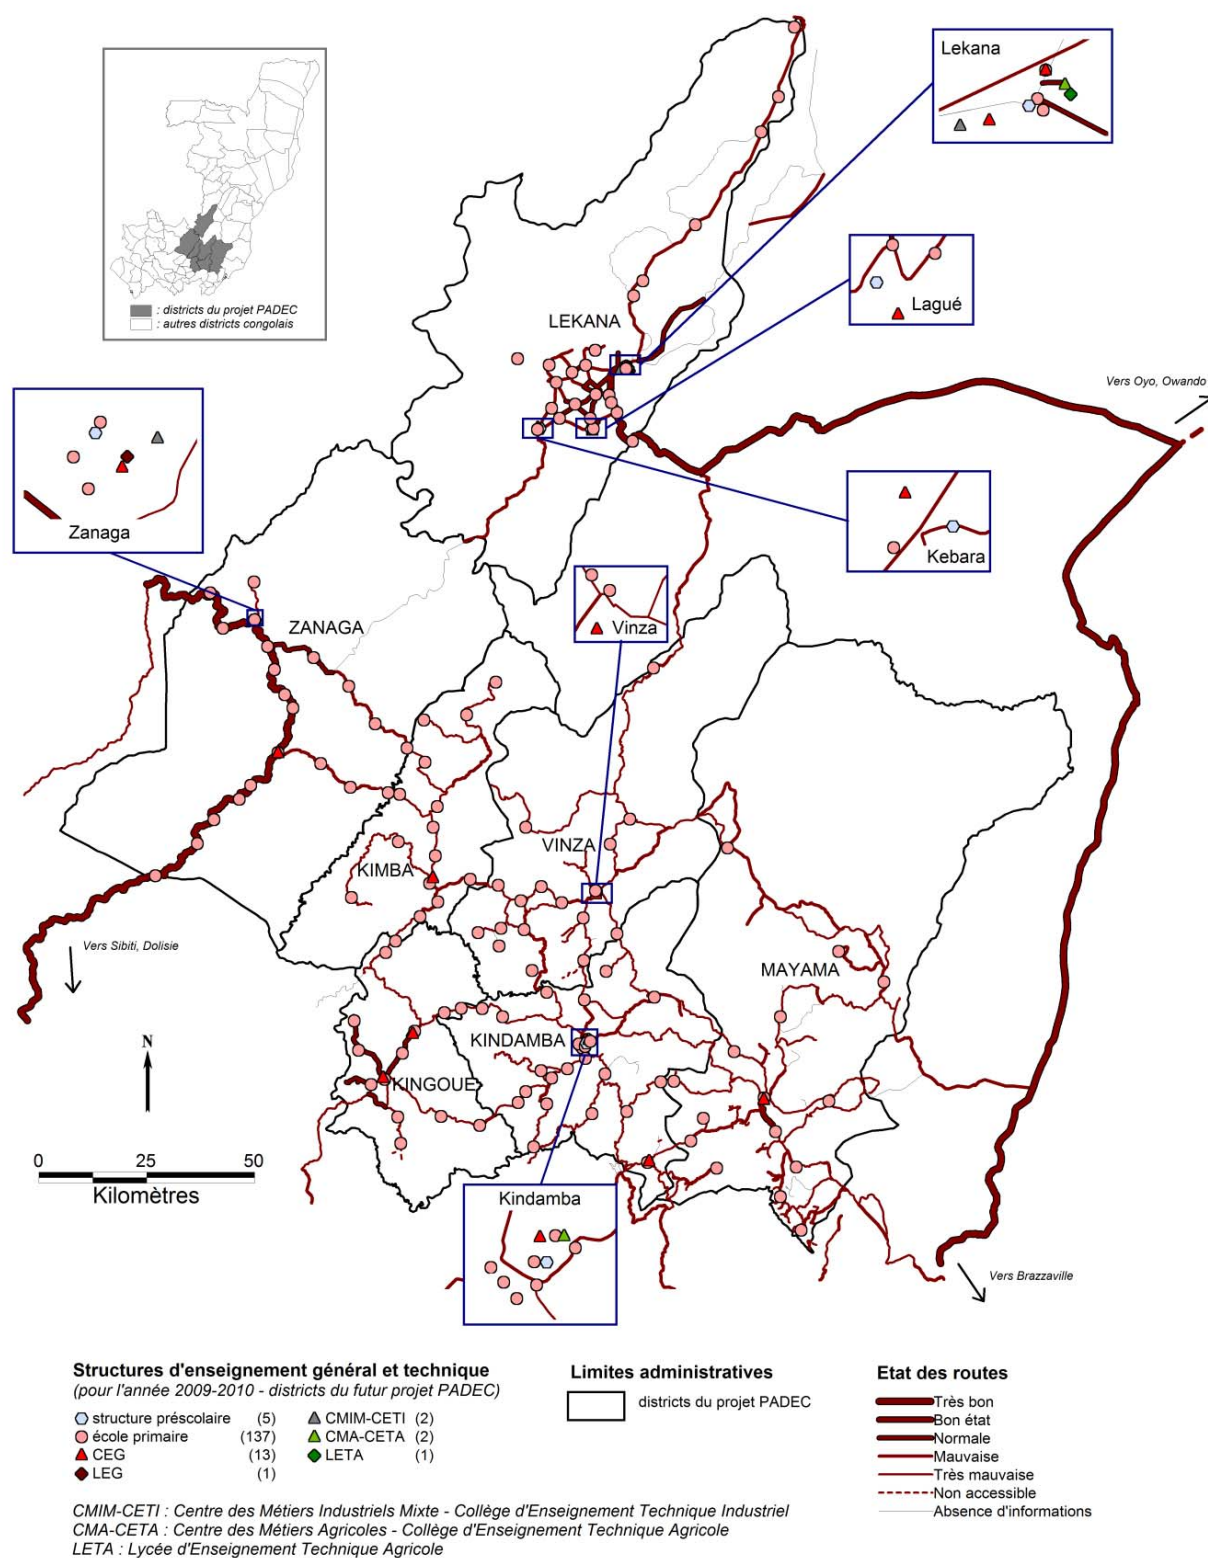 Lekana
: districts du projet PADEC
: autres districts congolais
Lagué
LEKANA
Vers Oyo, Owando
Zanaga
Kebara
ZANAGA
Vinza
VINZA
KIMBA
Vers Sibiti, Dolisie
MAYAMA
N
KINDAMBA
KINGOUE
0 25 50
Kilomètres
Kindamba
Vers Brazzaville
Structures d'enseignement général et technique
(pour l'année 2009-2010 - districts du futur projet PADEC)
structure préscolaire (5)
école primaire (137)
CEG (13)
LEG (1)
CMIM-CETI (2)
CMA-CETA (2)
LETA (1)
Limites administratives
districts du projet PADEC
Etat des routes
Très bon
Bon état
Normale
Mauvaise
Très mauvaise
Non accessible
Absence d'informations
CMIM-CETI : Centre des Métiers Industriels Mixte - Collège d'Enseignement Technique Industriel
CMA-CETA : Centre des Métiers Agricoles - Collège d'Enseignement Technique Agricole
LETA : Lycée d'Enseignement Technique Agricole